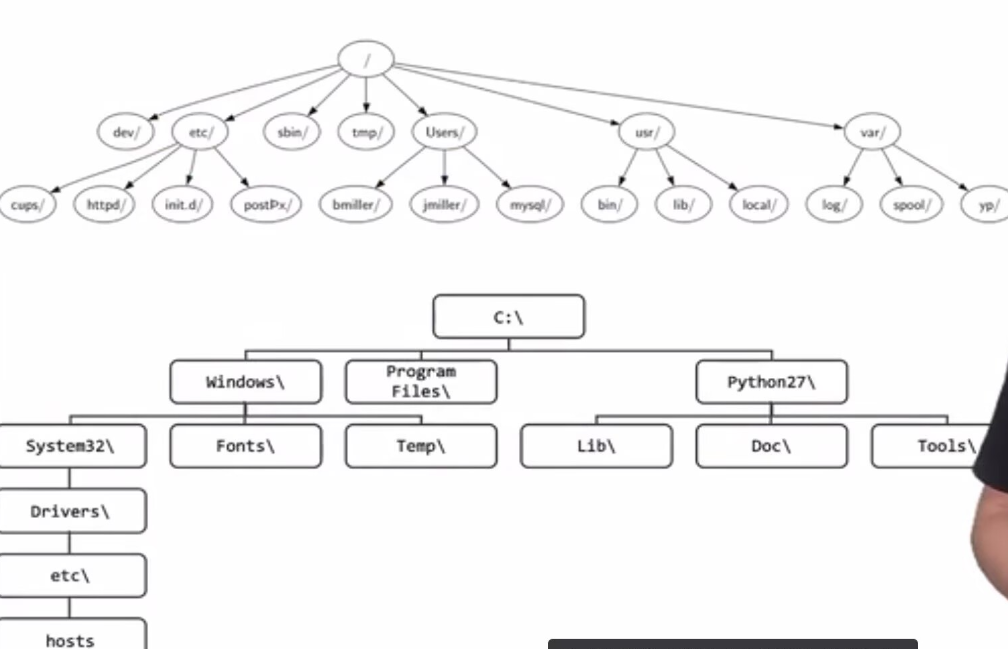 /
dev/ etc/ sbin/ tmp/ Users/ usr/ var/
cups/ httpd/ init.d/ postÞx/ bmiller/ jmiller/ mysql/ bin/ lib/ local/ log/ spool/ yp/
C:\
Windows\ Program Files\ Python27\
System32\ Fonts\ Temp\ Lib\ Doc\ Tools\
Drivers\
etc\
hosts